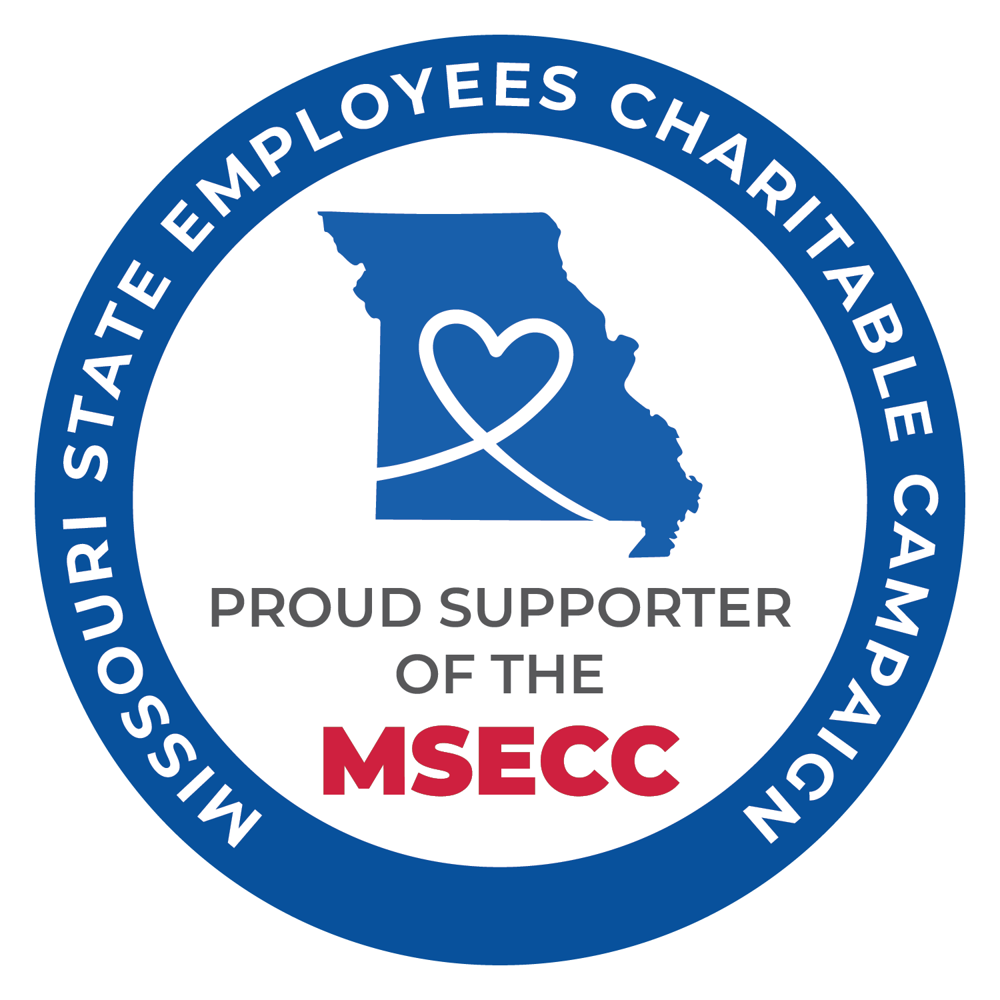 MISSOURI STATE EMPLOYEES CHARITABLE CAMPAIGN
PROUD SUPPORTER
OF THE
MSECC